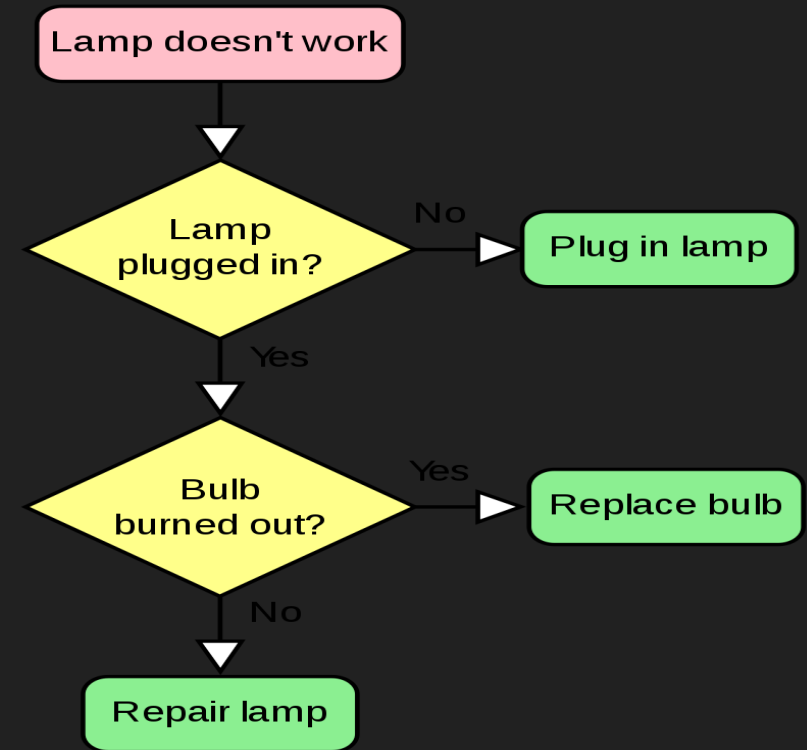 Lamp doesn't work
Lamp
plugged in?
No
Plug in lamp
Yes
Bulb
burned out?
Yes
Replace bulb
No
Repair lamp